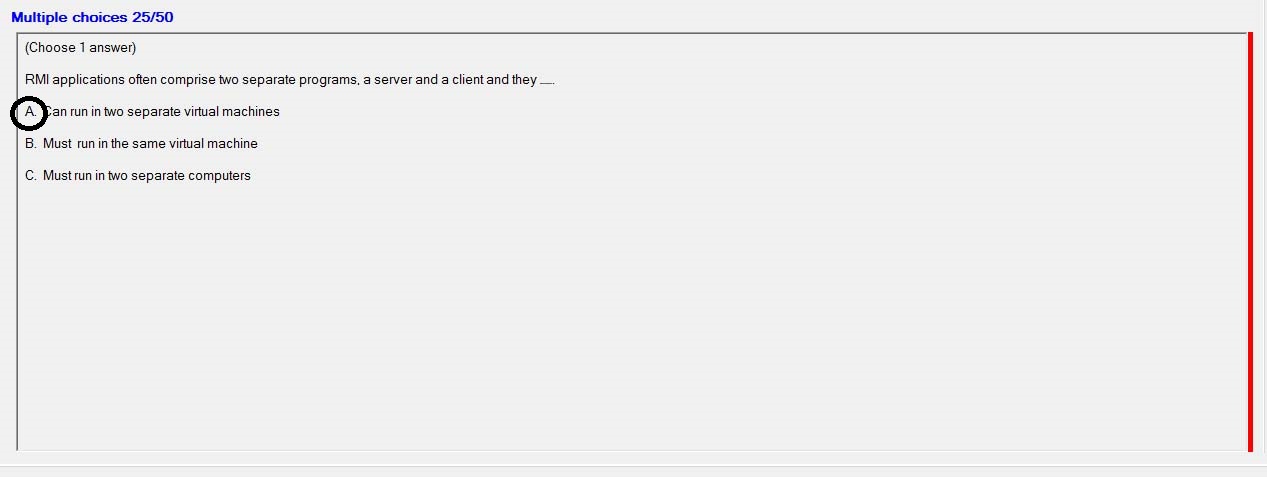 Multiple choices 25/50
(Choose 1 answer)
RMI applications often comprise two separate programs, a server and a client and they __.
A. Can run in two separate virtual machines
B. Must run in the same virtual machine
C. Must run in two separate computers